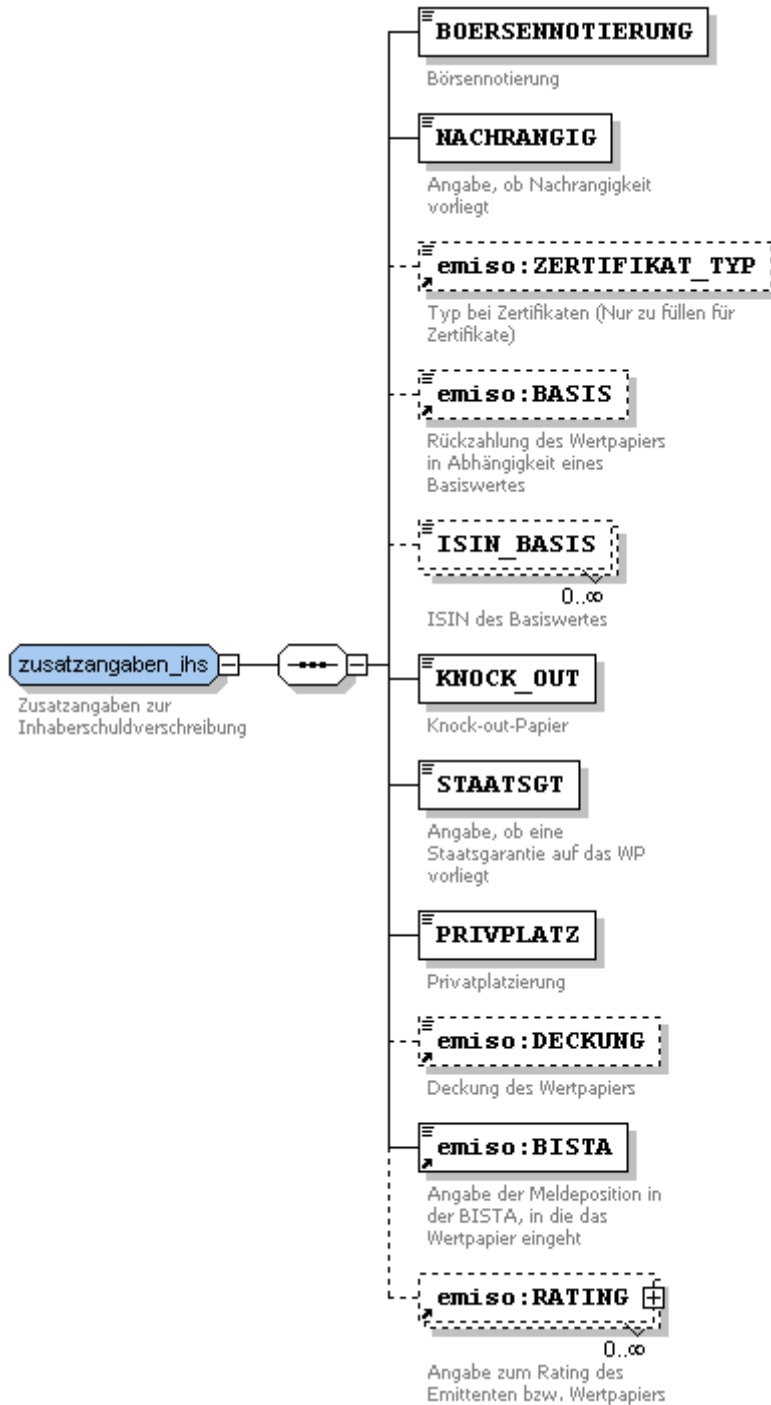 BOERSENNOTIERUNG
Börsennotierung
NACHRANGIG
Angabe, ob Nachrangigkeit
vorliegt
emiso:ZERTIFIKAT_TYP
Typ bei Zertifikaten (Nur zu füllen für
Zertifikate)
emiso:BASIS
Rückzahlung des Wertpapiers
in Abhängigkeit eines
Basiswertes
ISIN_BASIS
0..∞
ISIN des Basiswertes
zusatzangaben_ihs
Zusatzangaben zur
Inhaberschuldverschreibung
KNOCK_OUT
Knock-out-Papier
STAATSGT
Angabe, ob eine
Staatsgarantie auf das WP
vorliegt
PRIVPLATZ
Privatplatzierung
emiso:DECKUNG
Deckung des Wertpapiers
emiso:BISTA
Angabe der Meldeposition in
der BISTA, in die das
Wertpapier eingeht
emiso:RATING
0..∞
Angabe zum Rating des
Emittenten bzw. Wertpapiers